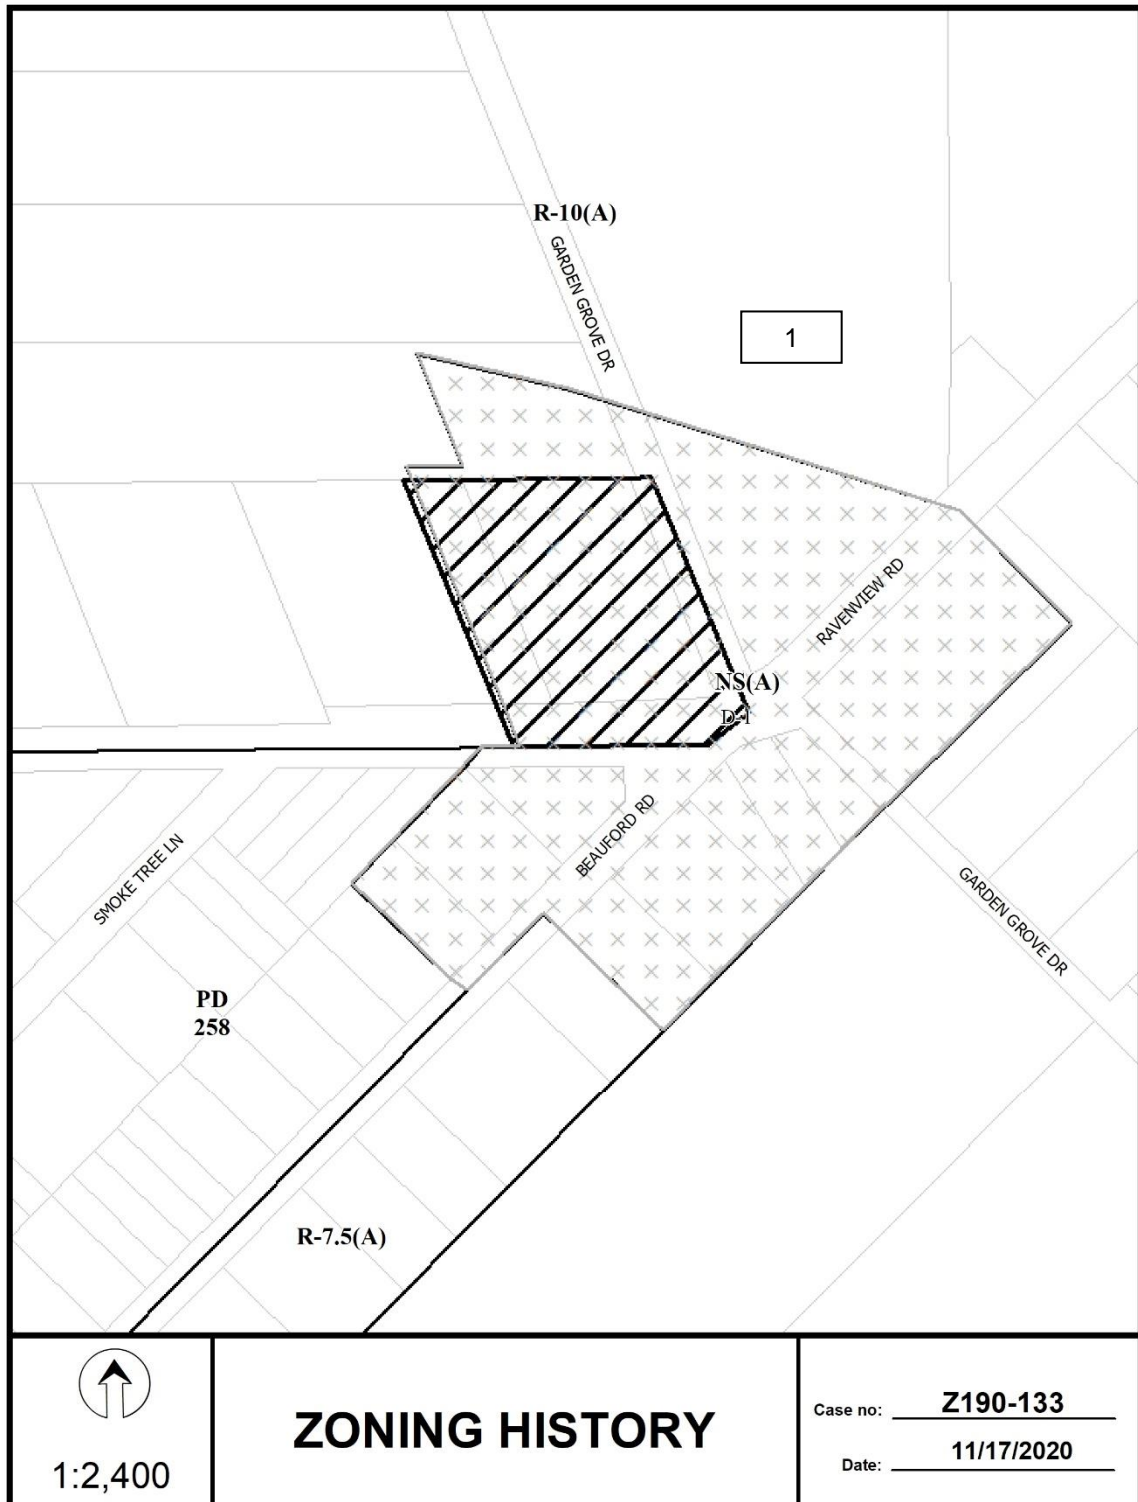 R-10(A)
GARDEN GROVE DR
1
RAVENVIEW RD
NS(A)
D-1
BEAUFORD RD
SMOKE TREE LN
GARDEN GROVE DR
PD
258
R-7.5(A)
1:2,400
ZONING HISTORY
Case no: Z190-133
Date: 11/17/2020